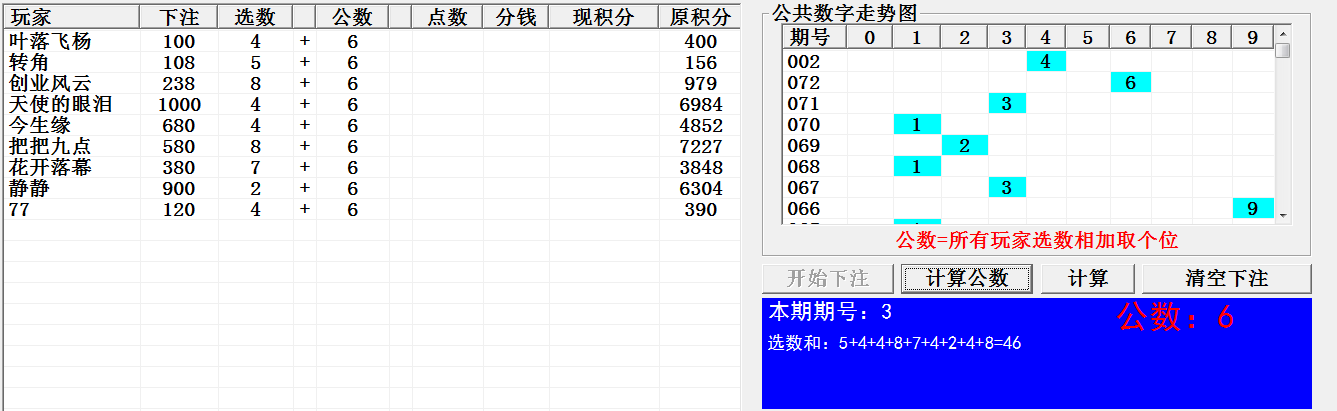 玩家 下注 选数 公数 点数 分钱 现积分 原积分
叶落飞杨 100 4 + 6 400
转角 108 5 + 6 156
创业风云 238 8 + 6 979
天使的眼泪 1000 4 + 6 6984
今生缘 680 4 + 6 4852
把把九点 580 8 + 6 7227
花开落幕 380 7 + 6 3848
静静 900 2 + 6 6304
77 120 4 + 6 390
公共数字走势图
期号 0 1 2 3 4 5 6 7 8 9
002 4
072 6
071 3
070 1
069 2
068 1
067 3
066 9
公数=所有玩家选数相加取个位
开始下注 计算公数 计算 清空下注
本期期号：3 公数：6
选数和：5+4+4+8+7+4+2+4+8=46